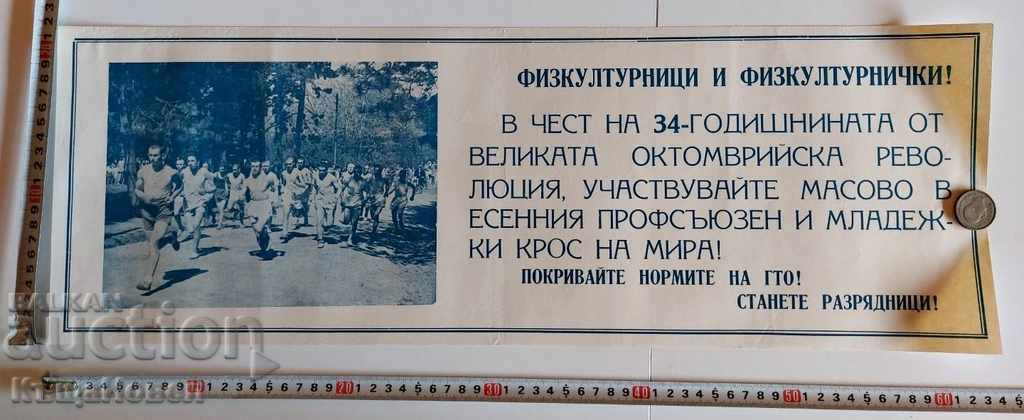 ФИЗКУЛТУРНИЦИ И ФИЗКУЛТУРНИЧКИ!
В ЧЕСТ НА 34-ГОДИШНИНАТА ОТ
ВЕЛИКАТА ОКТОМВРИЙСКА РЕВО-
ЛЮЦИЯ, УЧАСТВУВАЙТЕ МАСОВО В
ЕСЕННИЯ ПРОФСЪЮЗЕН И МЛАДЕЖ-
КИ КРОС НА МИРА!
ПОКРИВАЙТЕ НОРМИТЕ НА ГТО!
СТАНЕТЕ РАЗРЯДНИЦИ!
BALKAN
auction